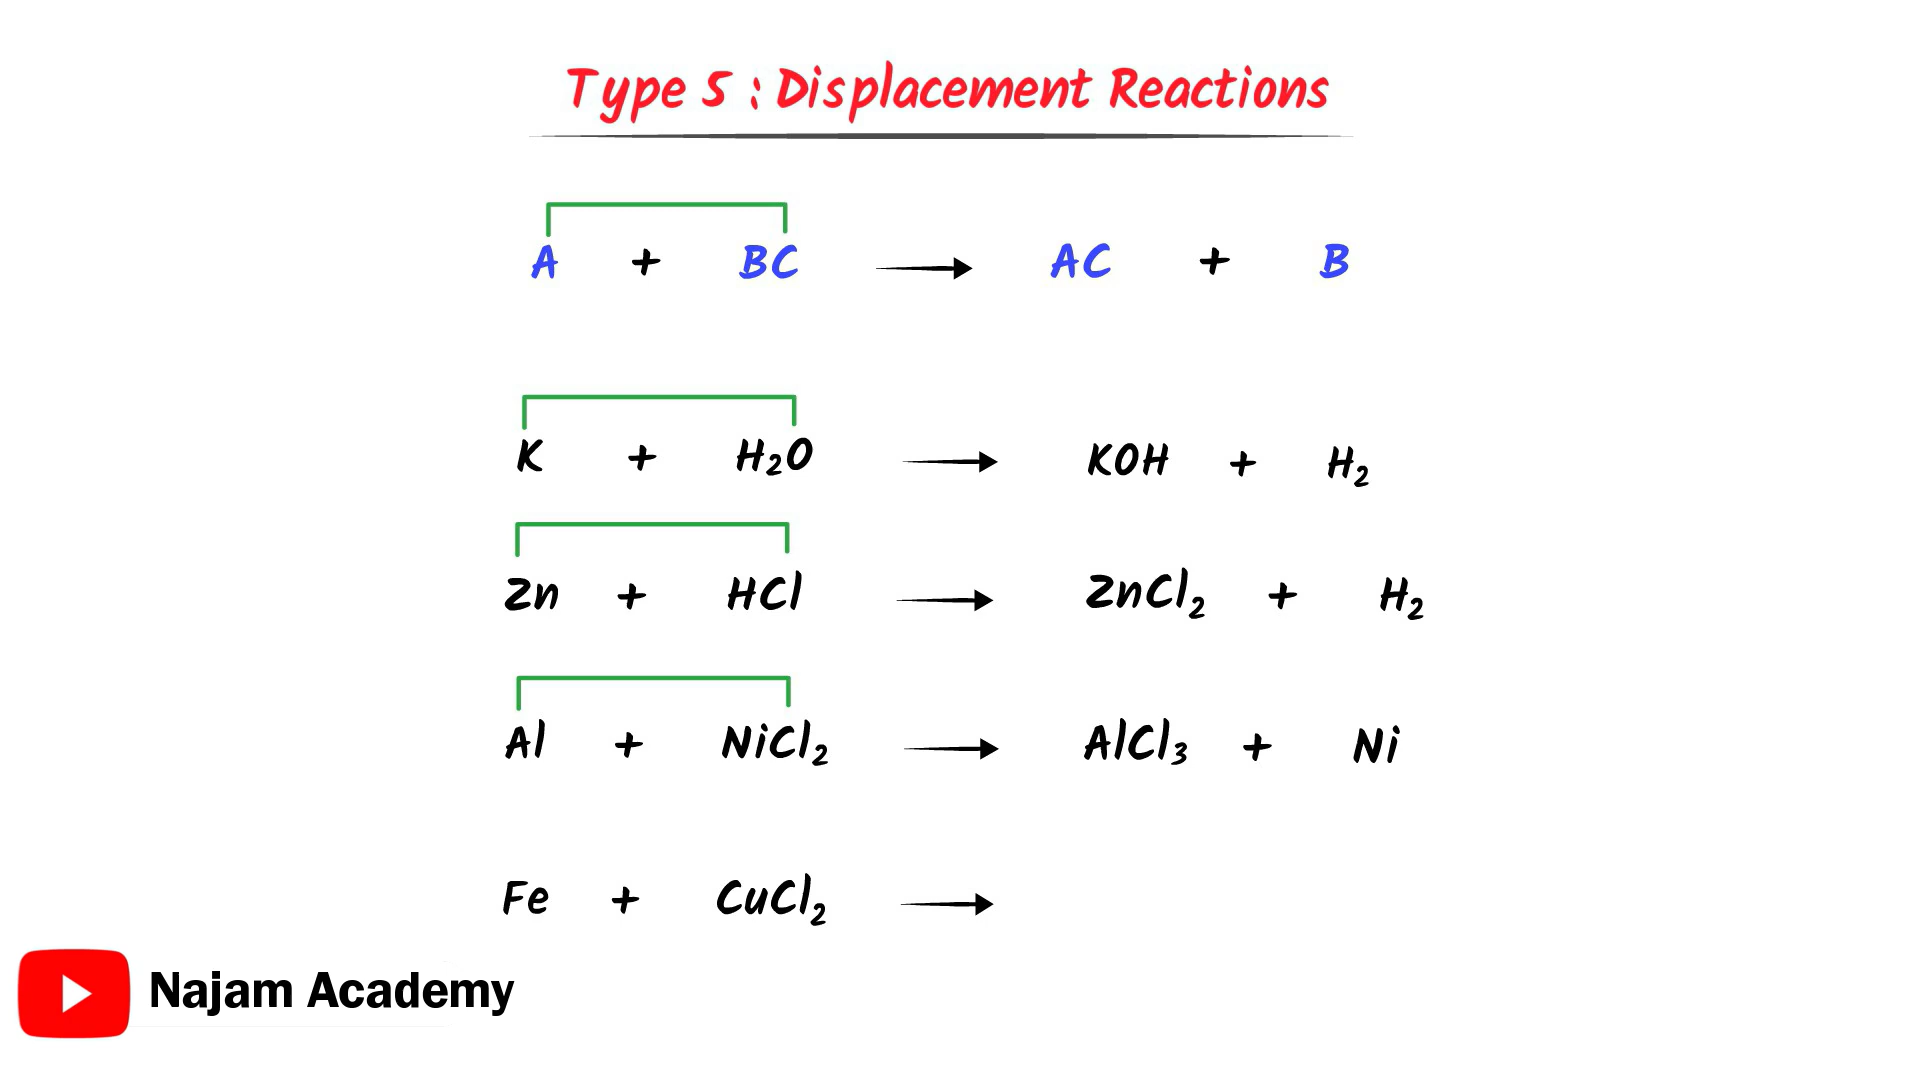 Type 5 : Displacement Reactions
A + BC ⟶ AC + B
K + H₂O ⟶ KOH + H₂
Zn + HCl ⟶ ZnCl₂ + H₂
Al + NiCl₂ ⟶ AlCl₃ + Ni
Fe + CuCl₂ ⟶
Najam Academy